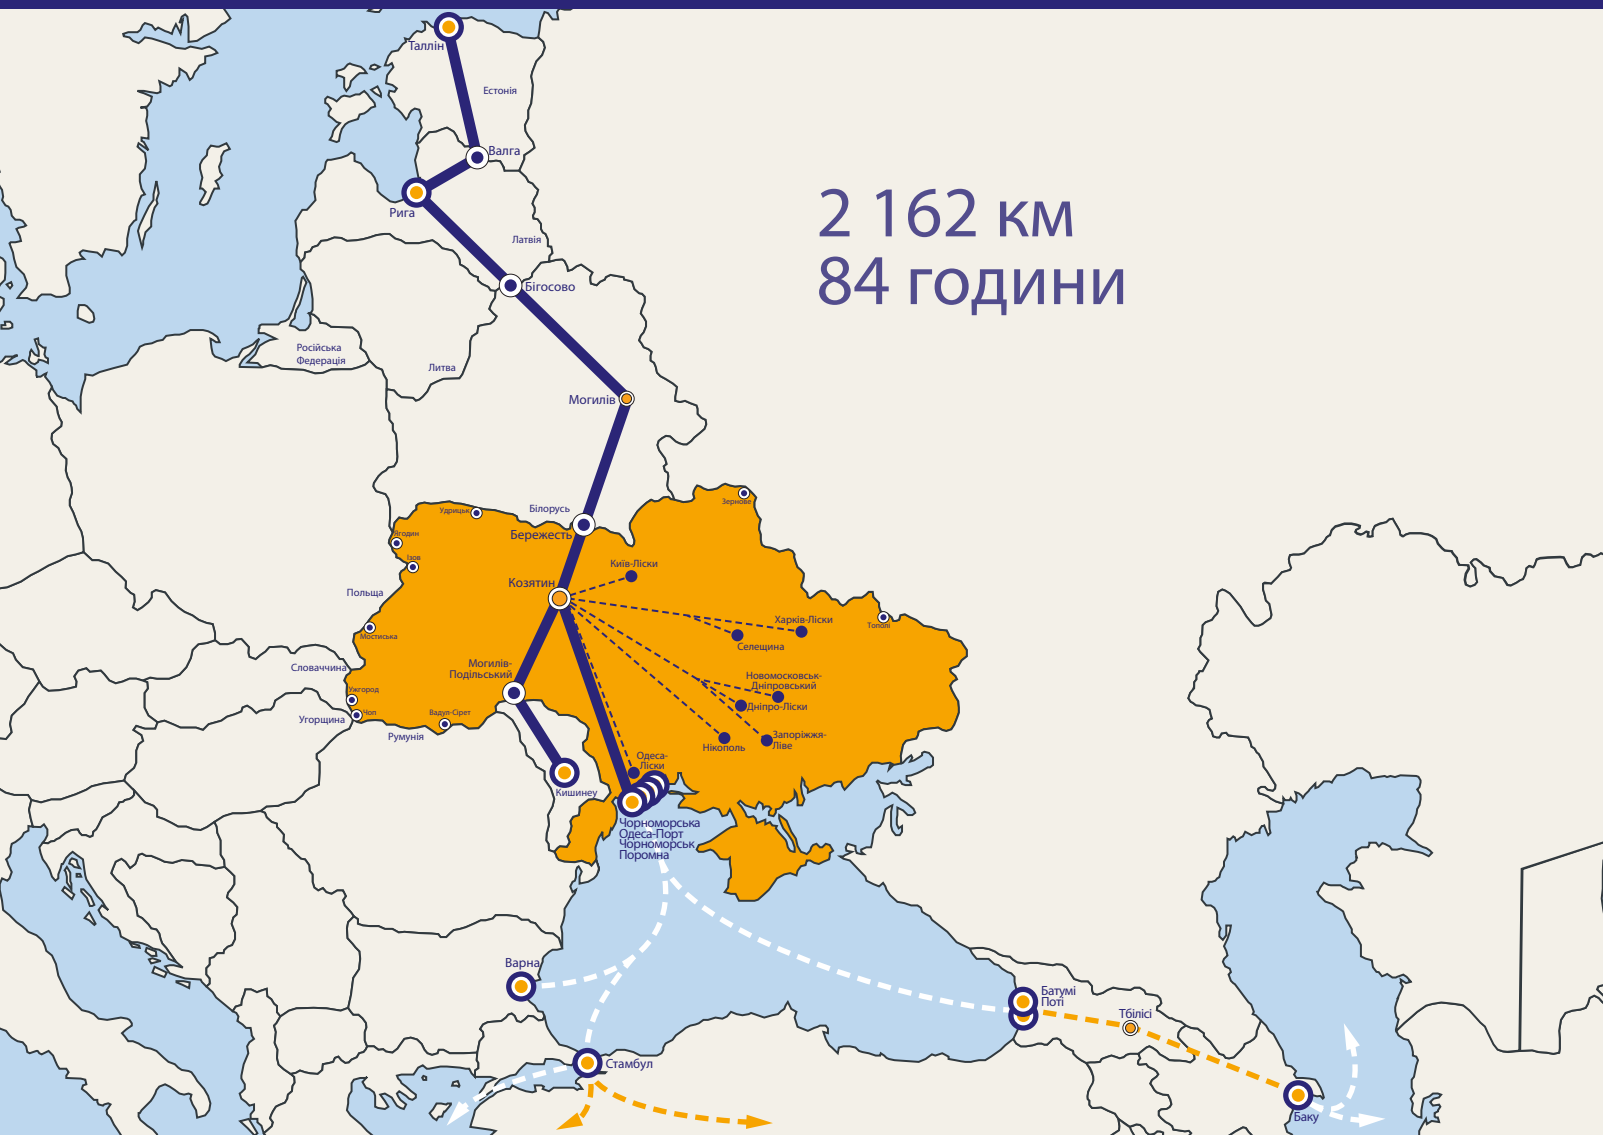 Таллін
Естонія
Валга
Рига
Латвія
2 162 км
84 години
Бігосово
Російська
Федерація
Литва
Могилів
Зернове
Удрицьк
Білорусь
Бережесть
Ягодин
Ізов
Київ-Ліски
Козятин
Польща
Мостиська
Харків-Ліски
Тополі
Селещина
Словаччина
Могилів-
Подільський
Новомосковськ-
Дніпровський
Ужгород
Чоп
Угорщина
Вадул-Сірет
Дніпро-Ліски
Румунія
Запоріжжя-
Ліве
Нікополь
Одеса-
Ліски
Кишинеу
Чорноморська
Одеса-Порт
Чорноморськ
Поромна
Варна
Батумі
Поті
Тбілісі
Стамбул
Баку